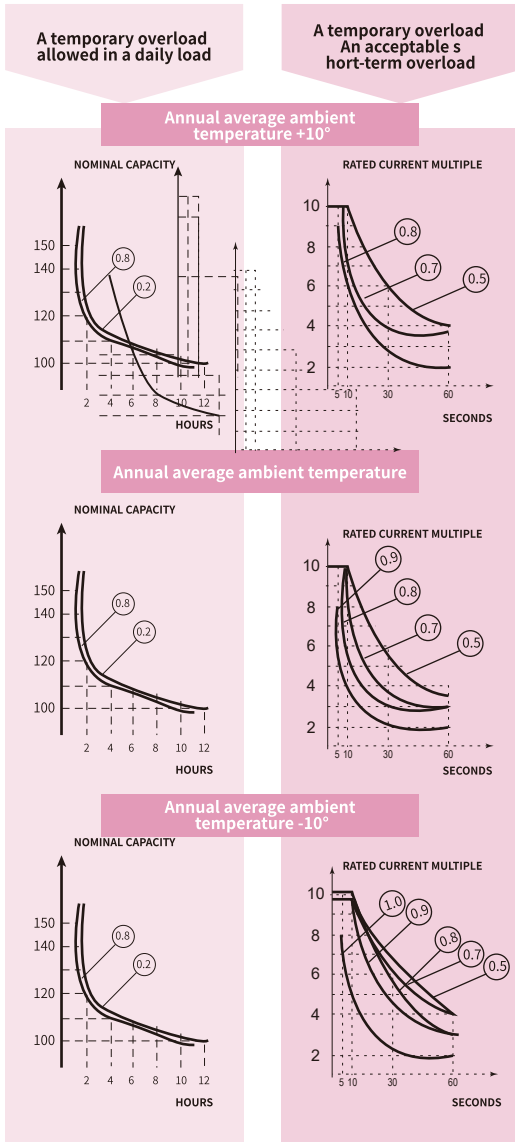 A temporary overload
allowed in a daily load
A temporary overload
An acceptable s
hort-term overload
Annual average ambient
temperature +10°
NOMINAL CAPACITY
150
140
120
100
0.8
0.2
2 4 6 8 10 12
HOURS
RATED CURRENT MULTIPLE
10
8
6
4
2
0.8
0.7
0.5
5 10 30 60
SECONDS
Annual average ambient temperature
NOMINAL CAPACITY
150
140
120
100
0.8
0.2
2 4 6 8 10 12
HOURS
RATED CURRENT MULTIPLE
10
8
6
4
2
0.9
0.8
0.7
0.5
5 10 30 60
SECONDS
Annual average ambient
temperature -10°
NOMINAL CAPACITY
150
140
120
100
0.8
0.2
2 4 6 8 10 12
HOURS
RATED CURRENT MULTIPLE
10
8
6
4
2
1.0
0.9
0.8
0.7
0.5
5 10 30 60
SECONDS